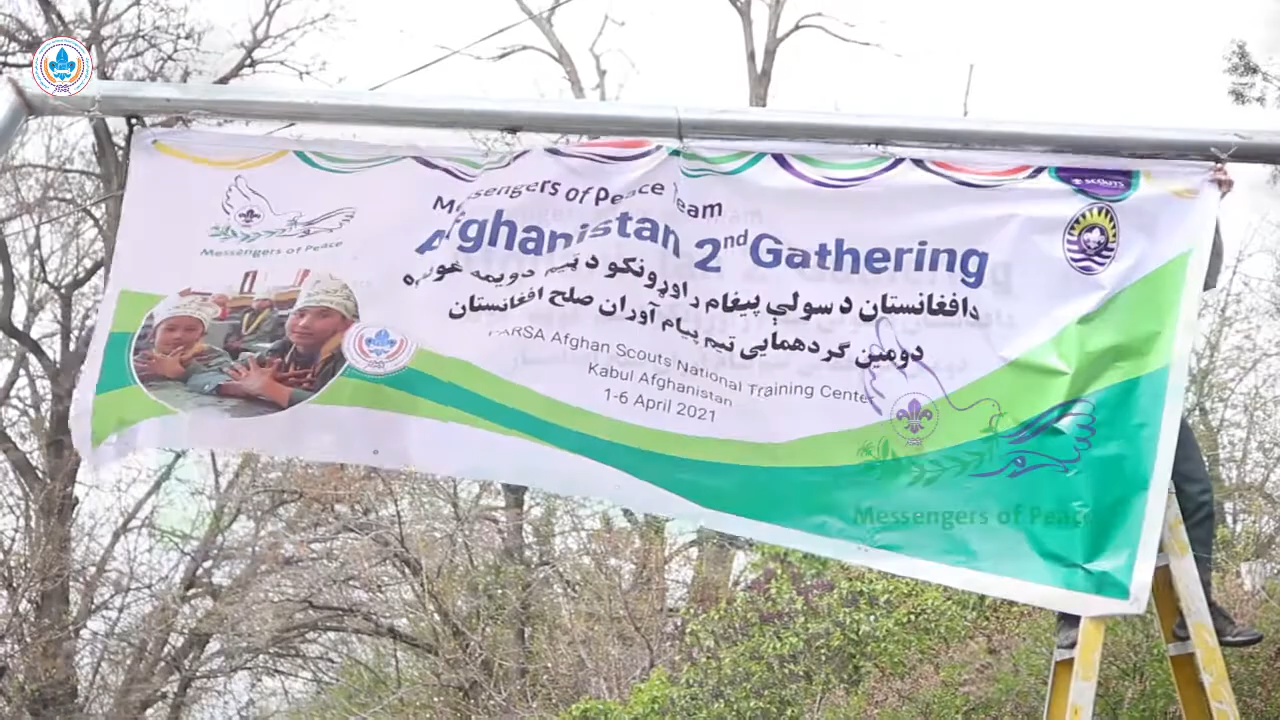 scouts
Messengers of Peace Team
Afghanistan 2nd Gathering
دافغانستان د سولې پیغام راوړونکو د ټیم دویمه غونډه
دومین گردهمایی تیم پیام آوران صلح افغانستان
PARSA Afghan Scouts National Training Center
Kabul Afghanistan
1-6 April 2021
Messengers of Peace
Messengers of Peace